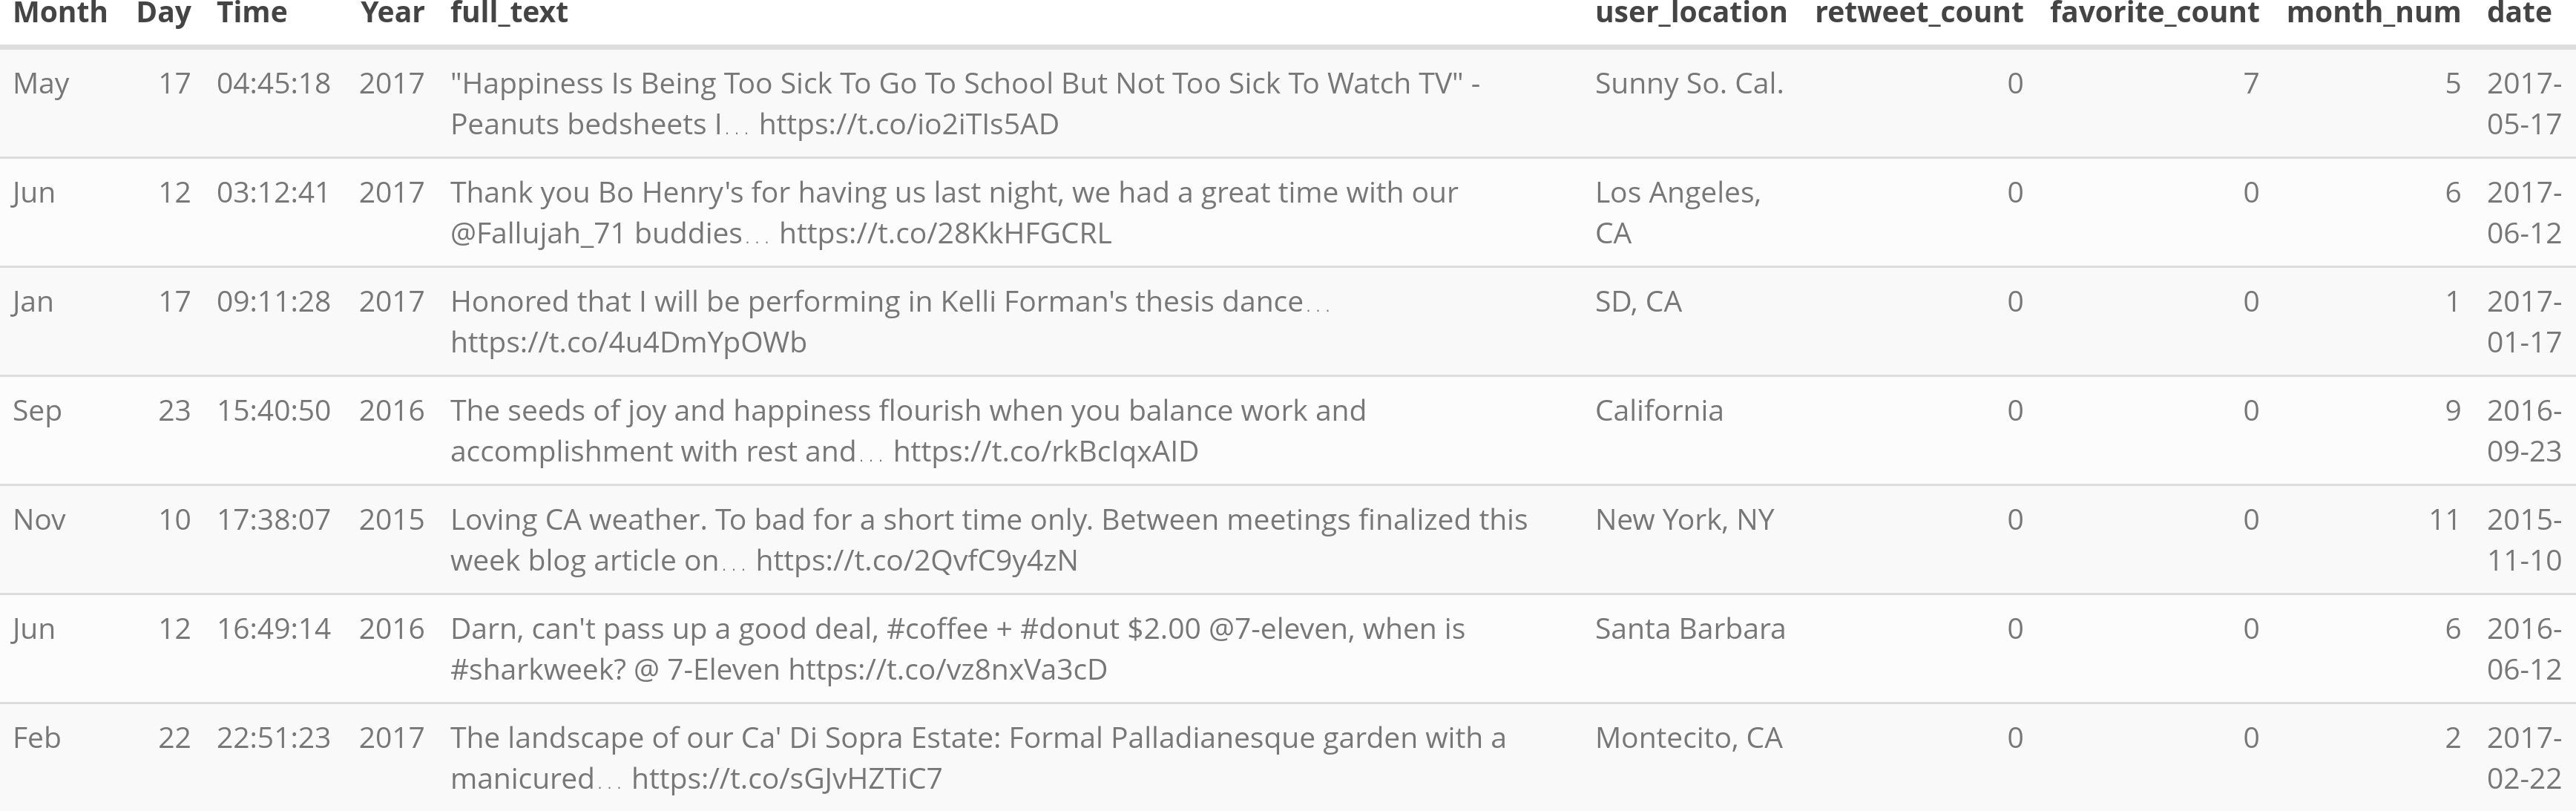 Month Day Time Year full_text user_location retweet_count favorite_count month_num date
May 17 04:45:18 2017 "Happiness Is Being Too Sick To Go To School But Not Too Sick To Watch TV" - Sunny So. Cal. 0 7 5 2017-
Peanuts bedsheets I… https://t.co/io2iTIs5AD 05-17
Jun 12 03:12:41 2017 Thank you Bo Henry's for having us last night, we had a great time with our Los Angeles, 0 0 6 2017-
@Fallujah_71 buddies… https://t.co/28KkHFGCRL CA 06-12
Jan 17 09:11:28 2017 Honored that I will be performing in Kelli Forman's thesis dance… SD, CA 0 0 1 2017-
https://t.co/4u4DmYpOWb 01-17
Sep 23 15:40:50 2016 The seeds of joy and happiness flourish when you balance work and California 0 0 9 2016-
accomplishment with rest and… https://t.co/rkBcIqxAID 09-23
Nov 10 17:38:07 2015 Loving CA weather. To bad for a short time only. Between meetings finalized this New York, NY 0 0 11 2015-
week blog article on… https://t.co/2QvfC9y4zN 11-10
Jun 12 16:49:14 2016 Darn, can't pass up a good deal, #coffee + #donut $2.00 @7-eleven, when is Santa Barbara 0 0 6 2016-
#sharkweek? @ 7-Eleven https://t.co/vz8nxVa3cD 06-12
Feb 22 22:51:23 2017 The landscape of our Ca' Di Sopra Estate: Formal Palladianesque garden with a Montecito, CA 0 0 2 2017-
manicured… https://t.co/sGJvHZTiC7 02-22